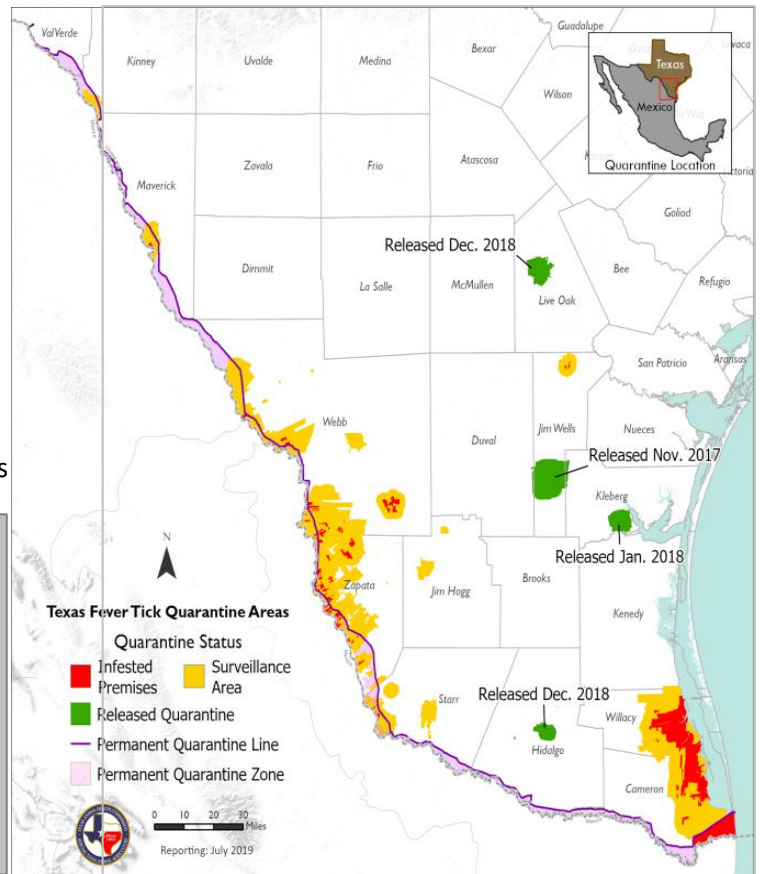 ValVerde
Kinney
Uvalde
Medina
Bexar
Guadalupe
Wilson
Texas
Mexico
Quarantine Location
Zavala
Frio
Atascosa
Maverick
Goliad
Released Dec. 2018
Dimmit
La Salle
McMullen
Live Oak
Bee
Refugio
San Patricio
Aransas
Webb
Duval
Jim Wells
Nueces
Released Nov. 2017
S
Kleberg
Released Jan. 2018
N
Zapata
Jim Hogg
Brooks
Kenedy
Texas Fever Tick Quarantine Areas
Quarantine Status
Infested
Premises
Surveillance
Area
Released Quarantine
Permanent Quarantine Line
Permanent Quarantine Zone
Starr
Released Dec. 2018
Hidalgo
Willacy
Cameron
0 10 20 30
Miles
Reporting: July 2019